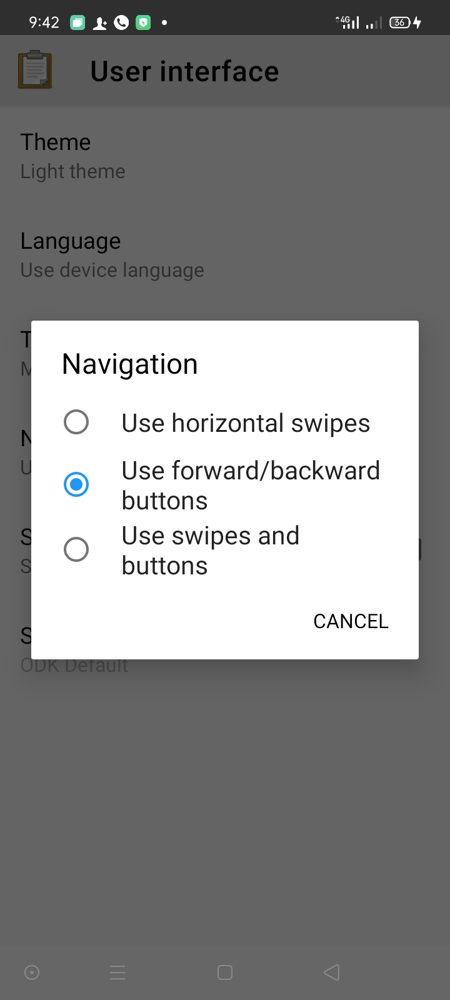 9:42
4G
36
User interface
Theme
Light theme
Language
Use device language
Navigation
Use horizontal swipes
Use forward/backward
buttons
Use swipes and
buttons
CANCEL
ODK Default